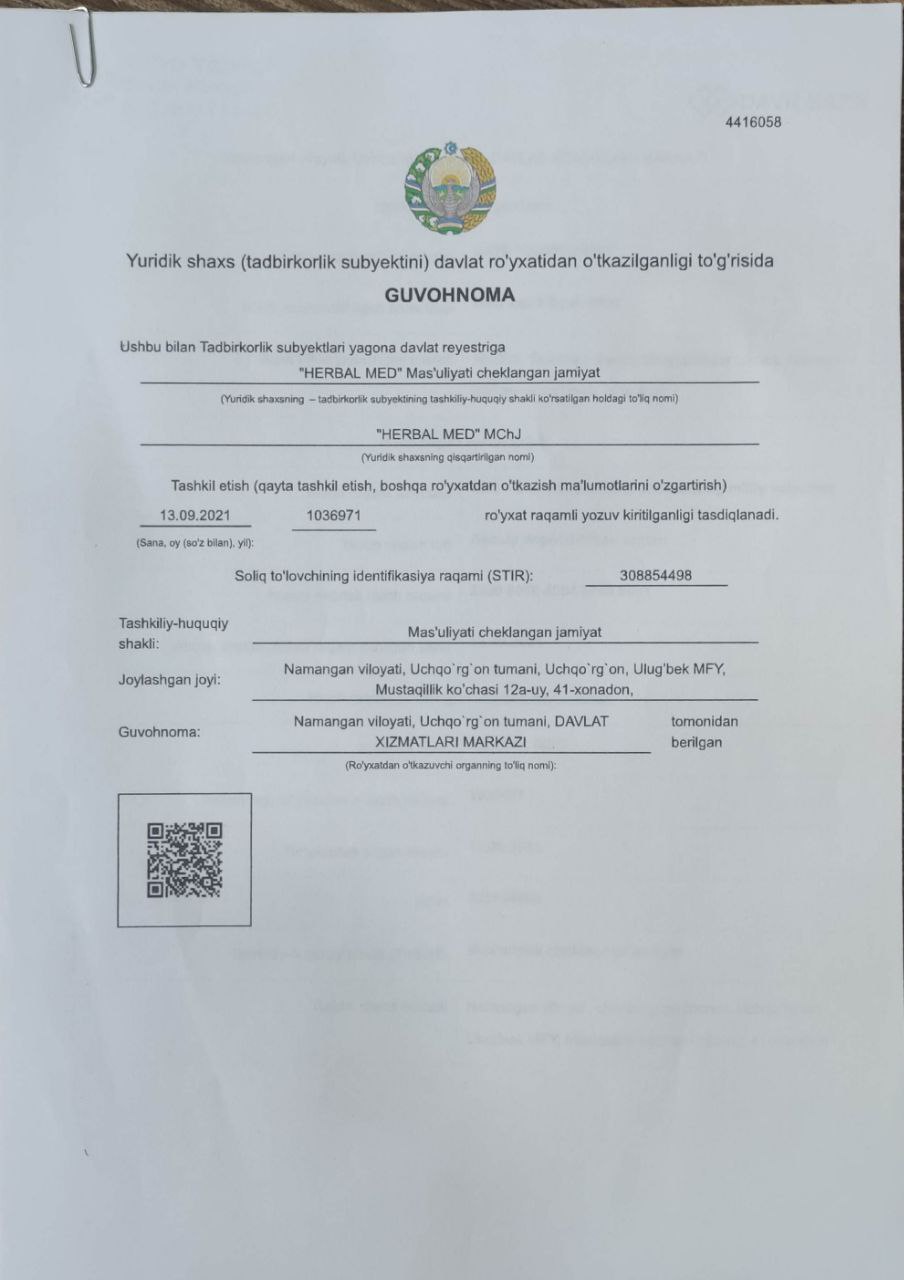 4416058
Yuridik shaxs (tadbirkorlik subyektini) davlat ro'yxatidan o'tkazilganligi to'g'risida
GUVOHNOMA
Ushbu bilan Tadbirkorlik subyektlari yagona davlat reyestriga
"HERBAL MED" Mas'uliyati cheklangan jamiyat
(Yuridik shaxsning – tadbirkorlik subyektining tashkiliy-huquqiy shakli ko'rsatilgan holdagi to'liq nomi)
"HERBAL MED" MChJ
(Yuridik shaxsning qisqartirilgan nomi)
Tashkil etish (qayta tashkil etish, boshqa ro'yxatdan o'tkazish ma'lumotlarini o'zgartirish)
13.09.2021 1036971 ro'yxat raqamli yozuv kiritilganligi tasdiqlanadi.
(Sana, oy (so'z bilan), yil):
Soliq to'lovchining identifikasiya raqami (STIR): 308854498
Tashkiliy-huquqiy
shakli:
Mas'uliyati cheklangan jamiyat
Joylashgan joyi:
Namangan viloyati, Uchqo`rg`on tumani, Uchqo`rg`on, Ulug'bek MFY,
Mustaqillik ko'chasi 12a-uy, 41-xonadon,
Guvohnoma:
Namangan viloyati, Uchqo`rg`on tumani, DAVLAT
XIZMATLARI MARKAZI
tomonidan
berilgan
(Ro'yxatdan o'tkazuvchi organning to'liq nomi):